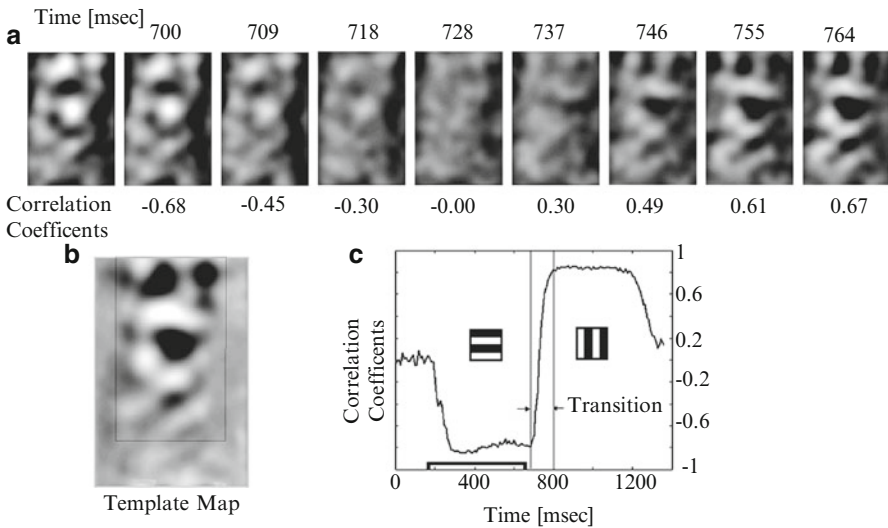 Time [msec]
a
700 709 718 728 737 746 755 764
Correlation
Coefficents
-0.68 -0.45 -0.30 -0.00 0.30 0.49 0.61 0.67
b
Template Map
c
Correlation
Coefficents
1
0.6
0.2
-0.2
-0.6
-1
Transition
0 400 800 1200
Time [msec]